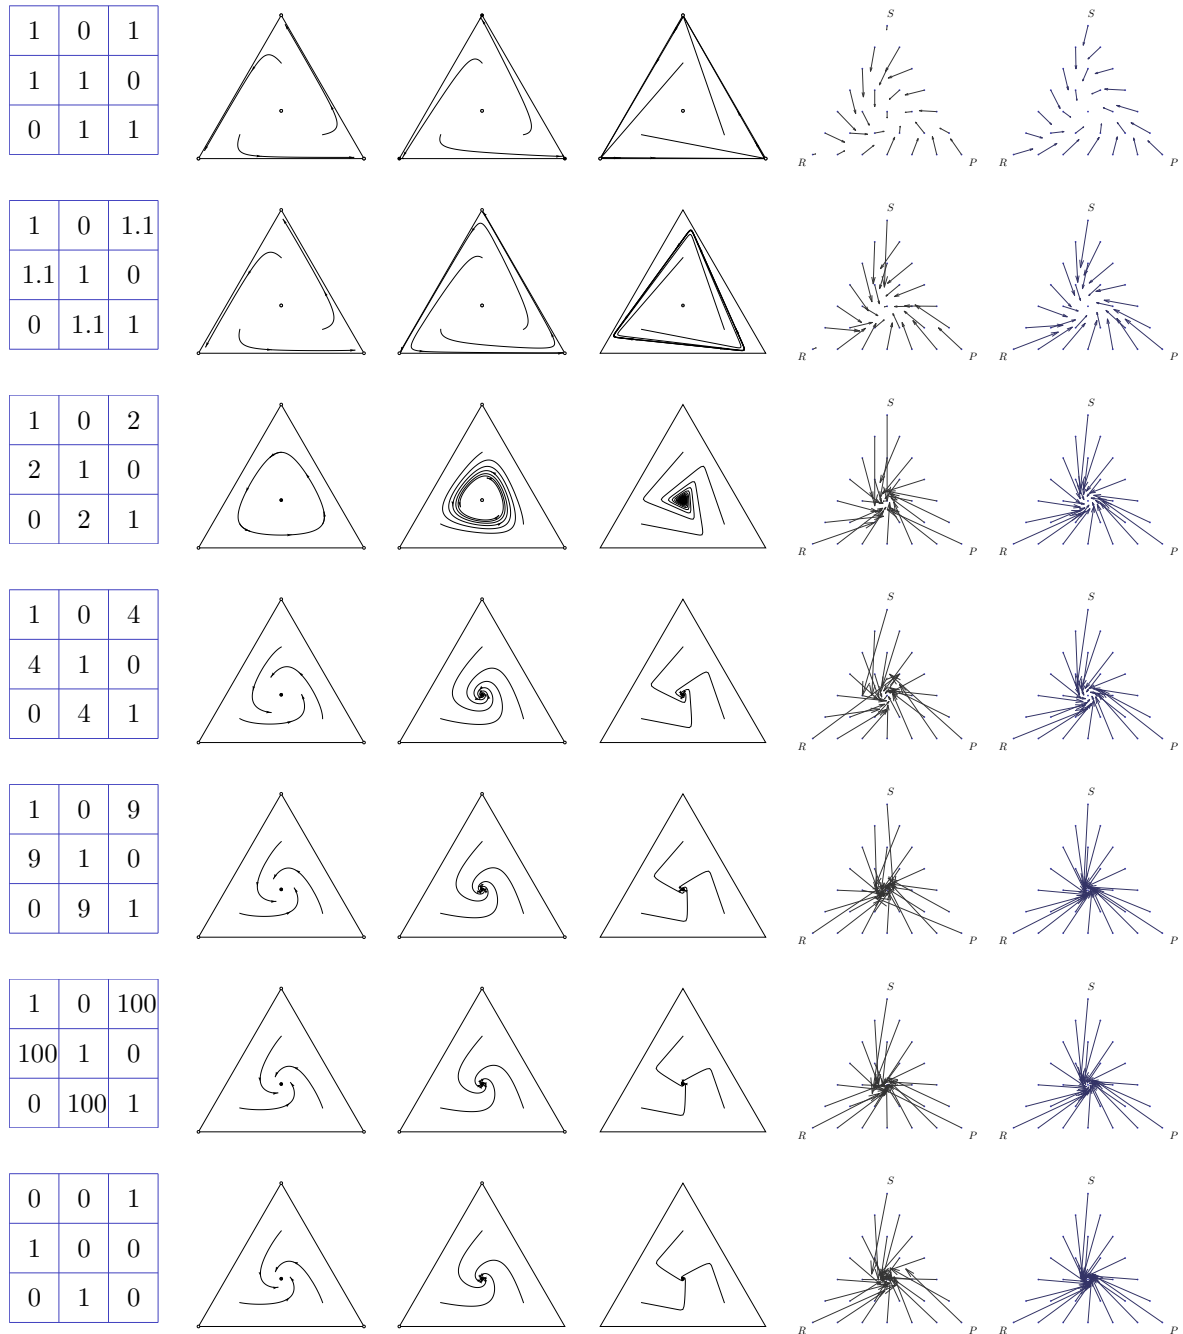 S S
1 0 1
1 1 0
0 1 1
R P R P
S S
1 0 1.1
1.1 1 0
0 1.1 1
R P R P
S S
1 0 2
2 1 0
0 2 1
R P R P
S S
1 0 4
4 1 0
0 4 1
R P R P
S S
1 0 9
9 1 0
0 9 1
R P R P
S S
1 0 100
100 1 0
0 100 1
R P R P
S S
0 0 1
1 0 0
0 1 0
R P R P